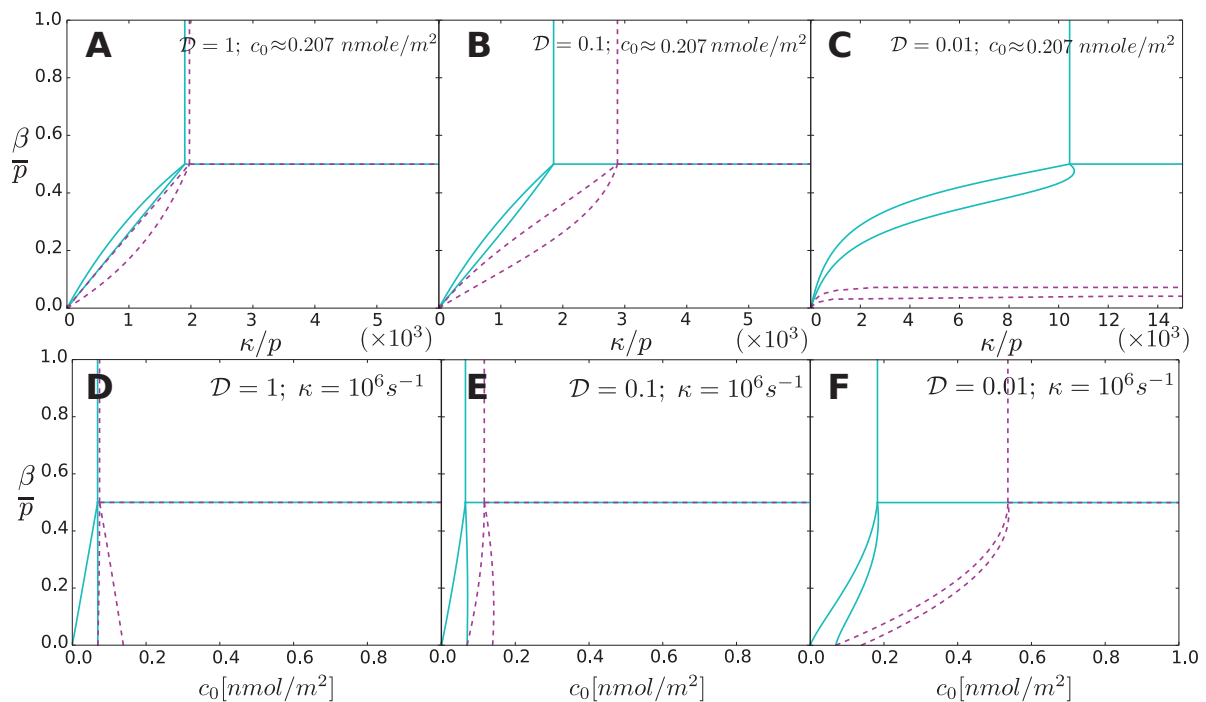 A 𝒟 = 1; c₀≈0.207 nmole/m²
B 𝒟 = 0.1; c₀≈0.207 nmole/m²
C 𝒟 = 0.01; c₀≈0.207 nmole/m²
1.0
0.8
0.6
β/p
0.4
0.2
0.0
0 1 2 3 4 5
0 1 2 3 4 5
0 2 4 6 8 10 12 14
κ/p (×10³)
κ/p (×10³)
κ/p (×10³)
D 𝒟 = 1; κ = 10⁶s⁻¹
E 𝒟 = 0.1; κ = 10⁶s⁻¹
F 𝒟 = 0.01; κ = 10⁶s⁻¹
1.0
0.8
0.6
β/p
0.4
0.2
0.0
0.0 0.2 0.4 0.6 0.8
0.0 0.2 0.4 0.6 0.8
0.0 0.2 0.4 0.6 0.8 1.0
c₀[nmol/m²]
c₀[nmol/m²]
c₀[nmol/m²]